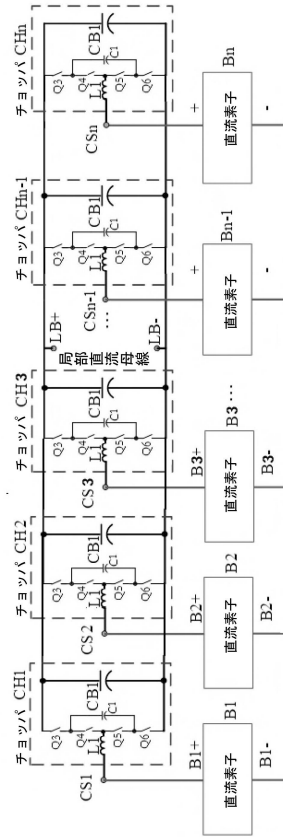 チョッパ CH1
Q3
Q4
Q5
Q6
C1
L1
CB1
CS1
B1+
B1
直流素子
B1-
チョッパ CH2
Q3
Q4
Q5
Q6
C1
L1
CB1
CS2
B2+
B2
直流素子
B2-
チョッパ CH3
Q3
Q4
Q5
Q6
C1
L1
CB1
CS3
B3+
B3 …
直流素子
B3-
LB+
局部直流母線
LB-
チョッパ CHn-1
Q3
Q4
Q5
Q6
C1
L1
CB1
CSn-1
…
+
Bn-1
直流素子
-
チョッパ CHn
Q3
Q4
Q5
Q6
C1
L1
CB1
CSn
+
Bn
直流素子
-